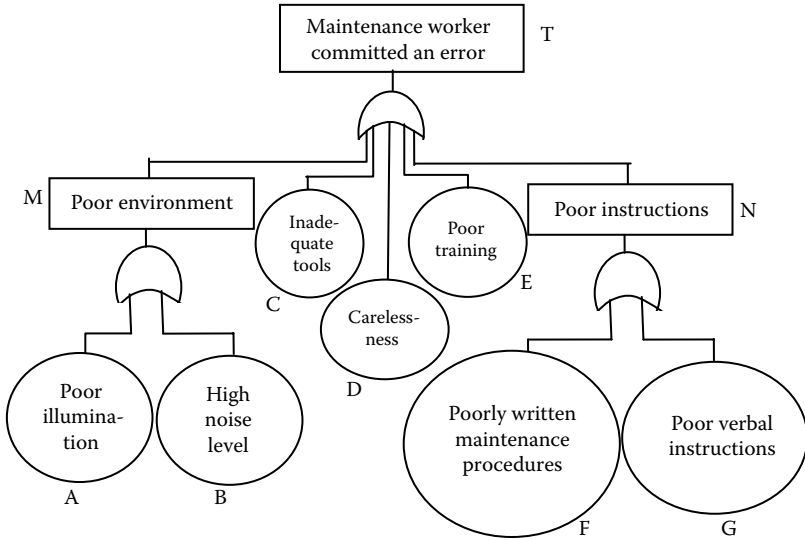 Maintenance worker
committed an error
T
M
Poor environment
Inade-
quate
tools
C
Careless-
ness
D
Poor
training
E
Poor instructions
N
Poor
illumina-
tion
A
High
noise
level
B
Poorly written
maintenance
procedures
F
Poor verbal
instructions
G